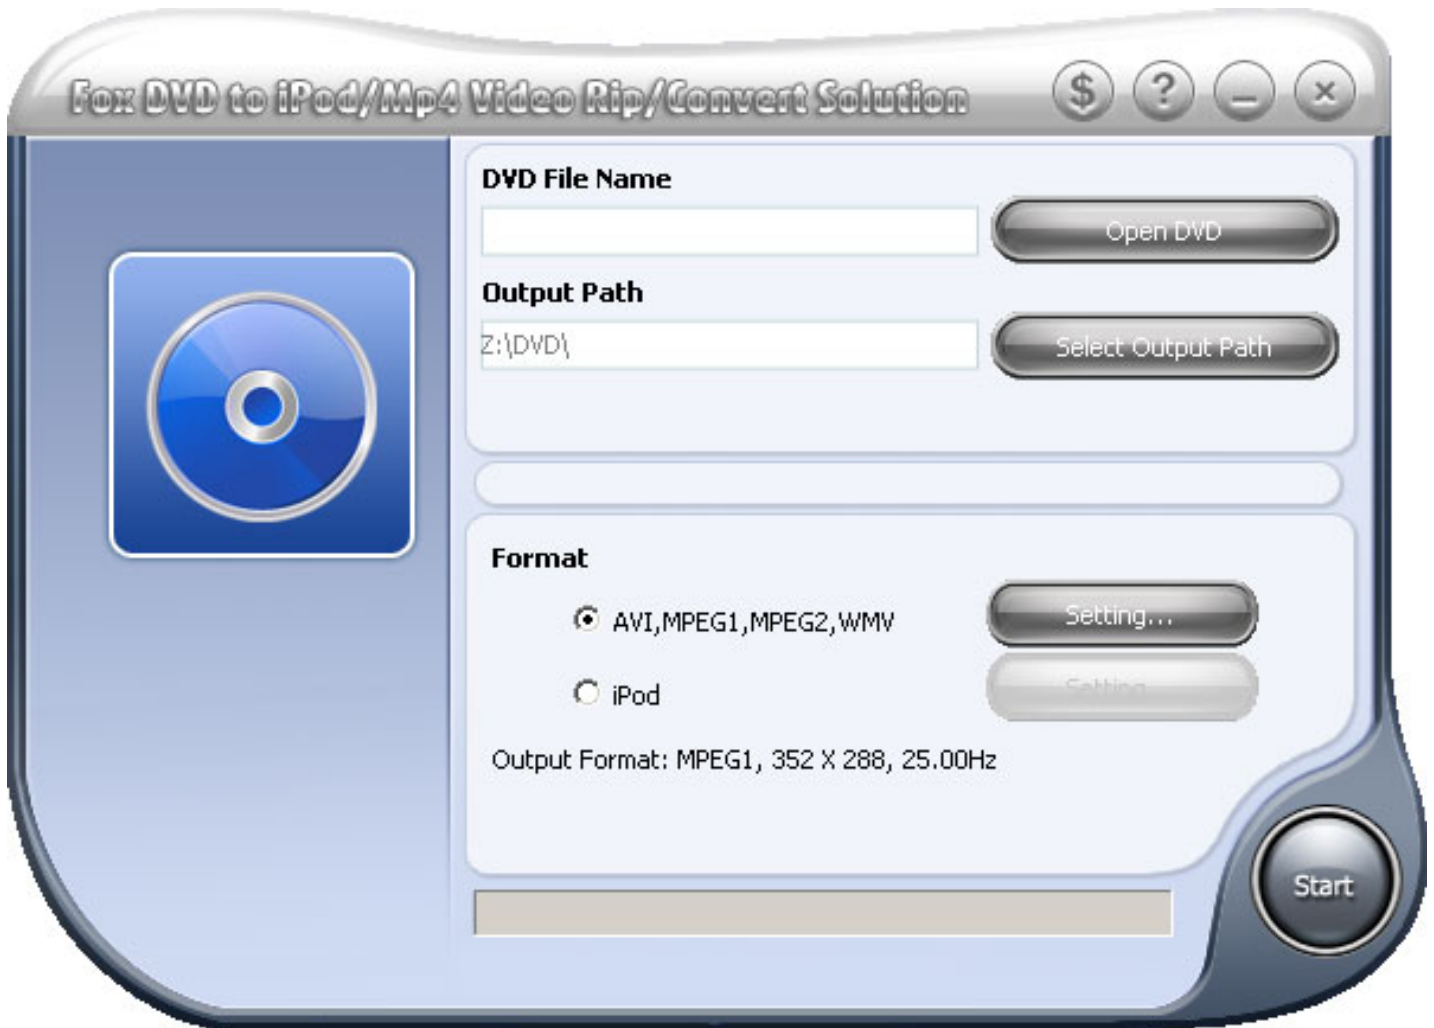 Fox DVD to iPod/Mp4 Video Rip/Convert Solution
$ ?
DVD File Name
Open DVD
Output Path
Z:\DVD\
Select Output Path
Format
AVI,MPEG1,MPEG2,WMV
Setting...
iPod
Setting...
Output Format: MPEG1, 352 X 288, 25.00Hz
Start